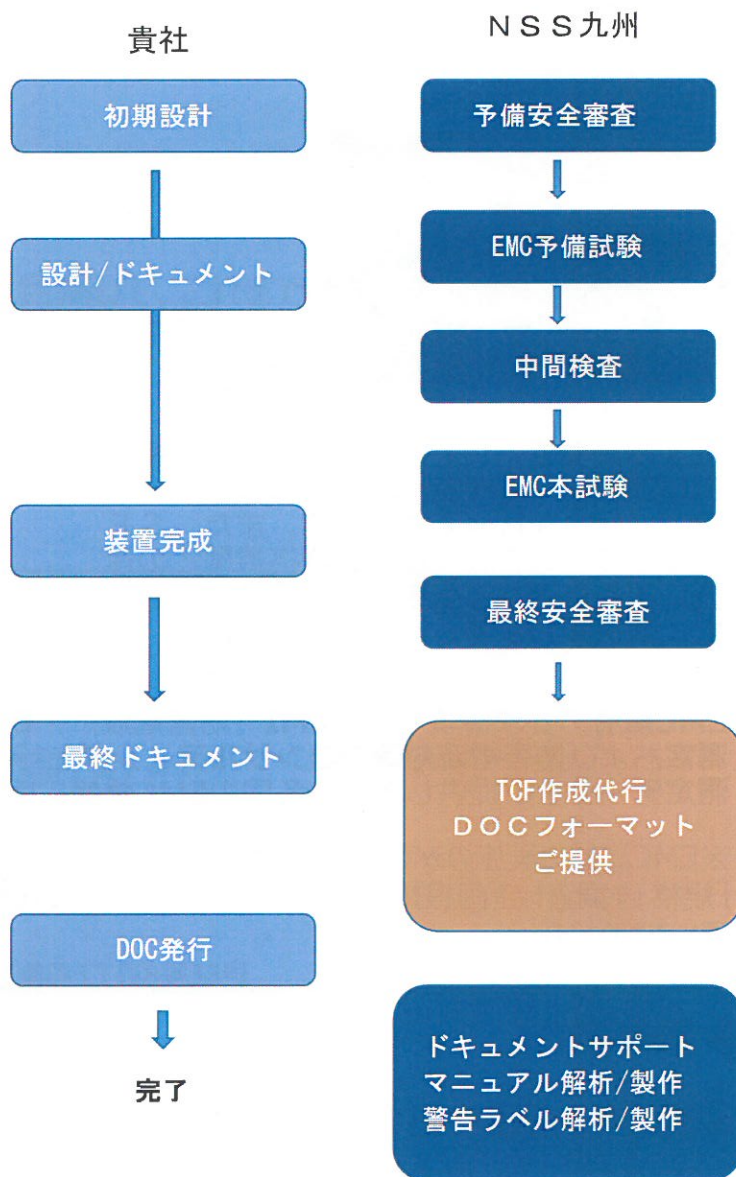 貴社
初期設計
設計/ドキュメント
装置完成
最終ドキュメント
DOC発行
完了
NSS九州
予備安全審査
EMC予備試験
中間検査
EMC本試験
最終安全審査
TCF作成代行
DOCフォーマット
ご提供
ドキュメントサポート
マニュアル解析/製作
警告ラベル解析/製作